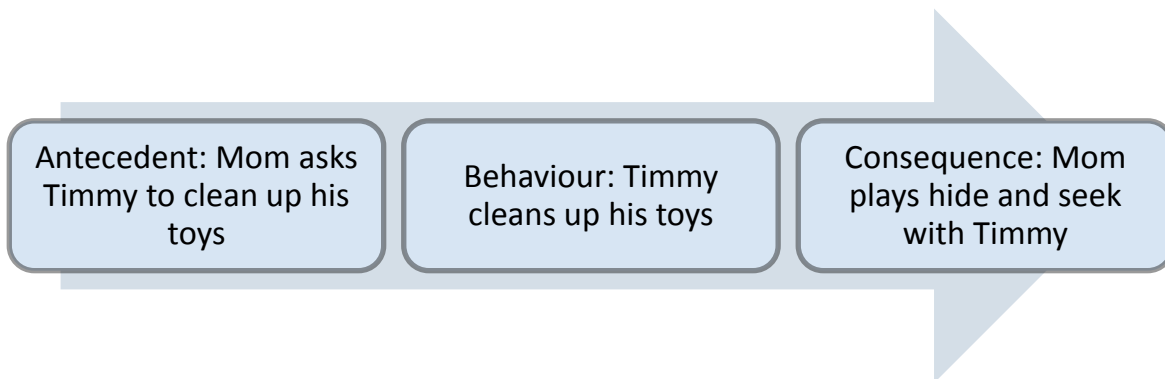 Antecedent: Mom asks
Timmy to clean up his
toys
Behaviour: Timmy
cleans up his toys
Consequence: Mom
plays hide and seek
with Timmy